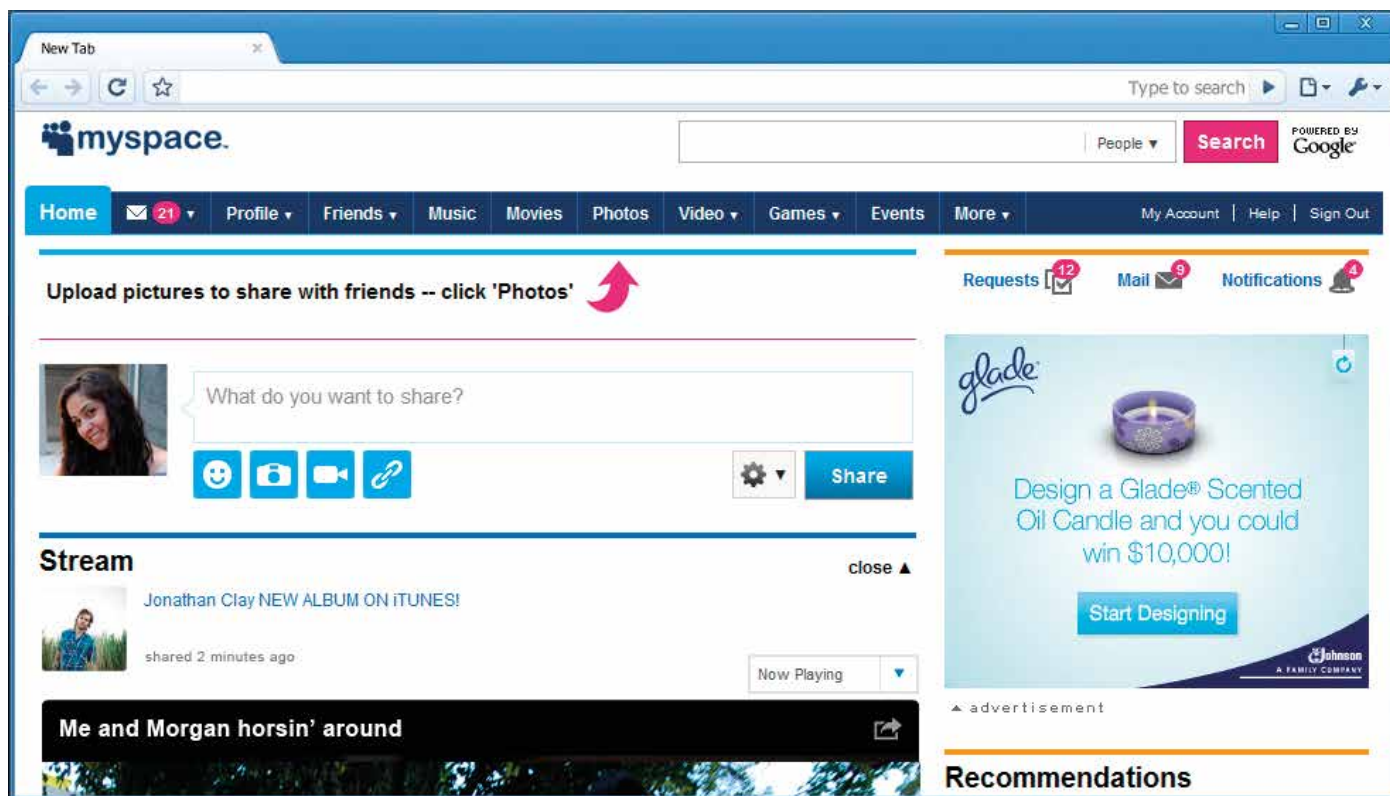 New Tab
Type to search
myspace.
People ▼
Search
POWERED BY
Google
Home
21
Profile ▼
Friends ▼
Music
Movies
Photos
Video ▼
Games ▼
Events
More ▼
My Account | Help | Sign Out
Upload pictures to share with friends -- click 'Photos'
Requests 12
Mail 9
Notifications 4
What do you want to share?
Share
glade
Design a Glade® Scented
Oil Candle and you could
win $10,000!
Start Designing
Johnson
A FAMILY COMPANY
▲ advertisement
Stream
close ▲
Jonathan Clay NEW ALBUM ON iTUNES!
shared 2 minutes ago
Now Playing ▼
Me and Morgan horsin’ around
Recommendations